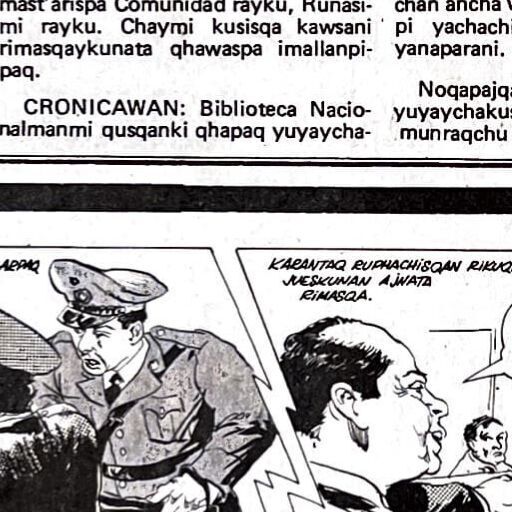 mast'arispa Comunidad rayku, Runasi-
mi rayku. Chaymi kusisqa kawsani
rimasqaykunata qhawaspa imallanpi-
paq.
CRONICAWAN: Biblioteca Nacio-
nalmanmi qusqanki qhapaq yuyaycha-
chan ancha
pi yachachi
yanaparani.
Noqapajqa
yuyaychakus
munraqchu
KARANTAQ RUPHACHISQAN RIKUQ
JUESKUNAN AJWATA
RIMASQA.